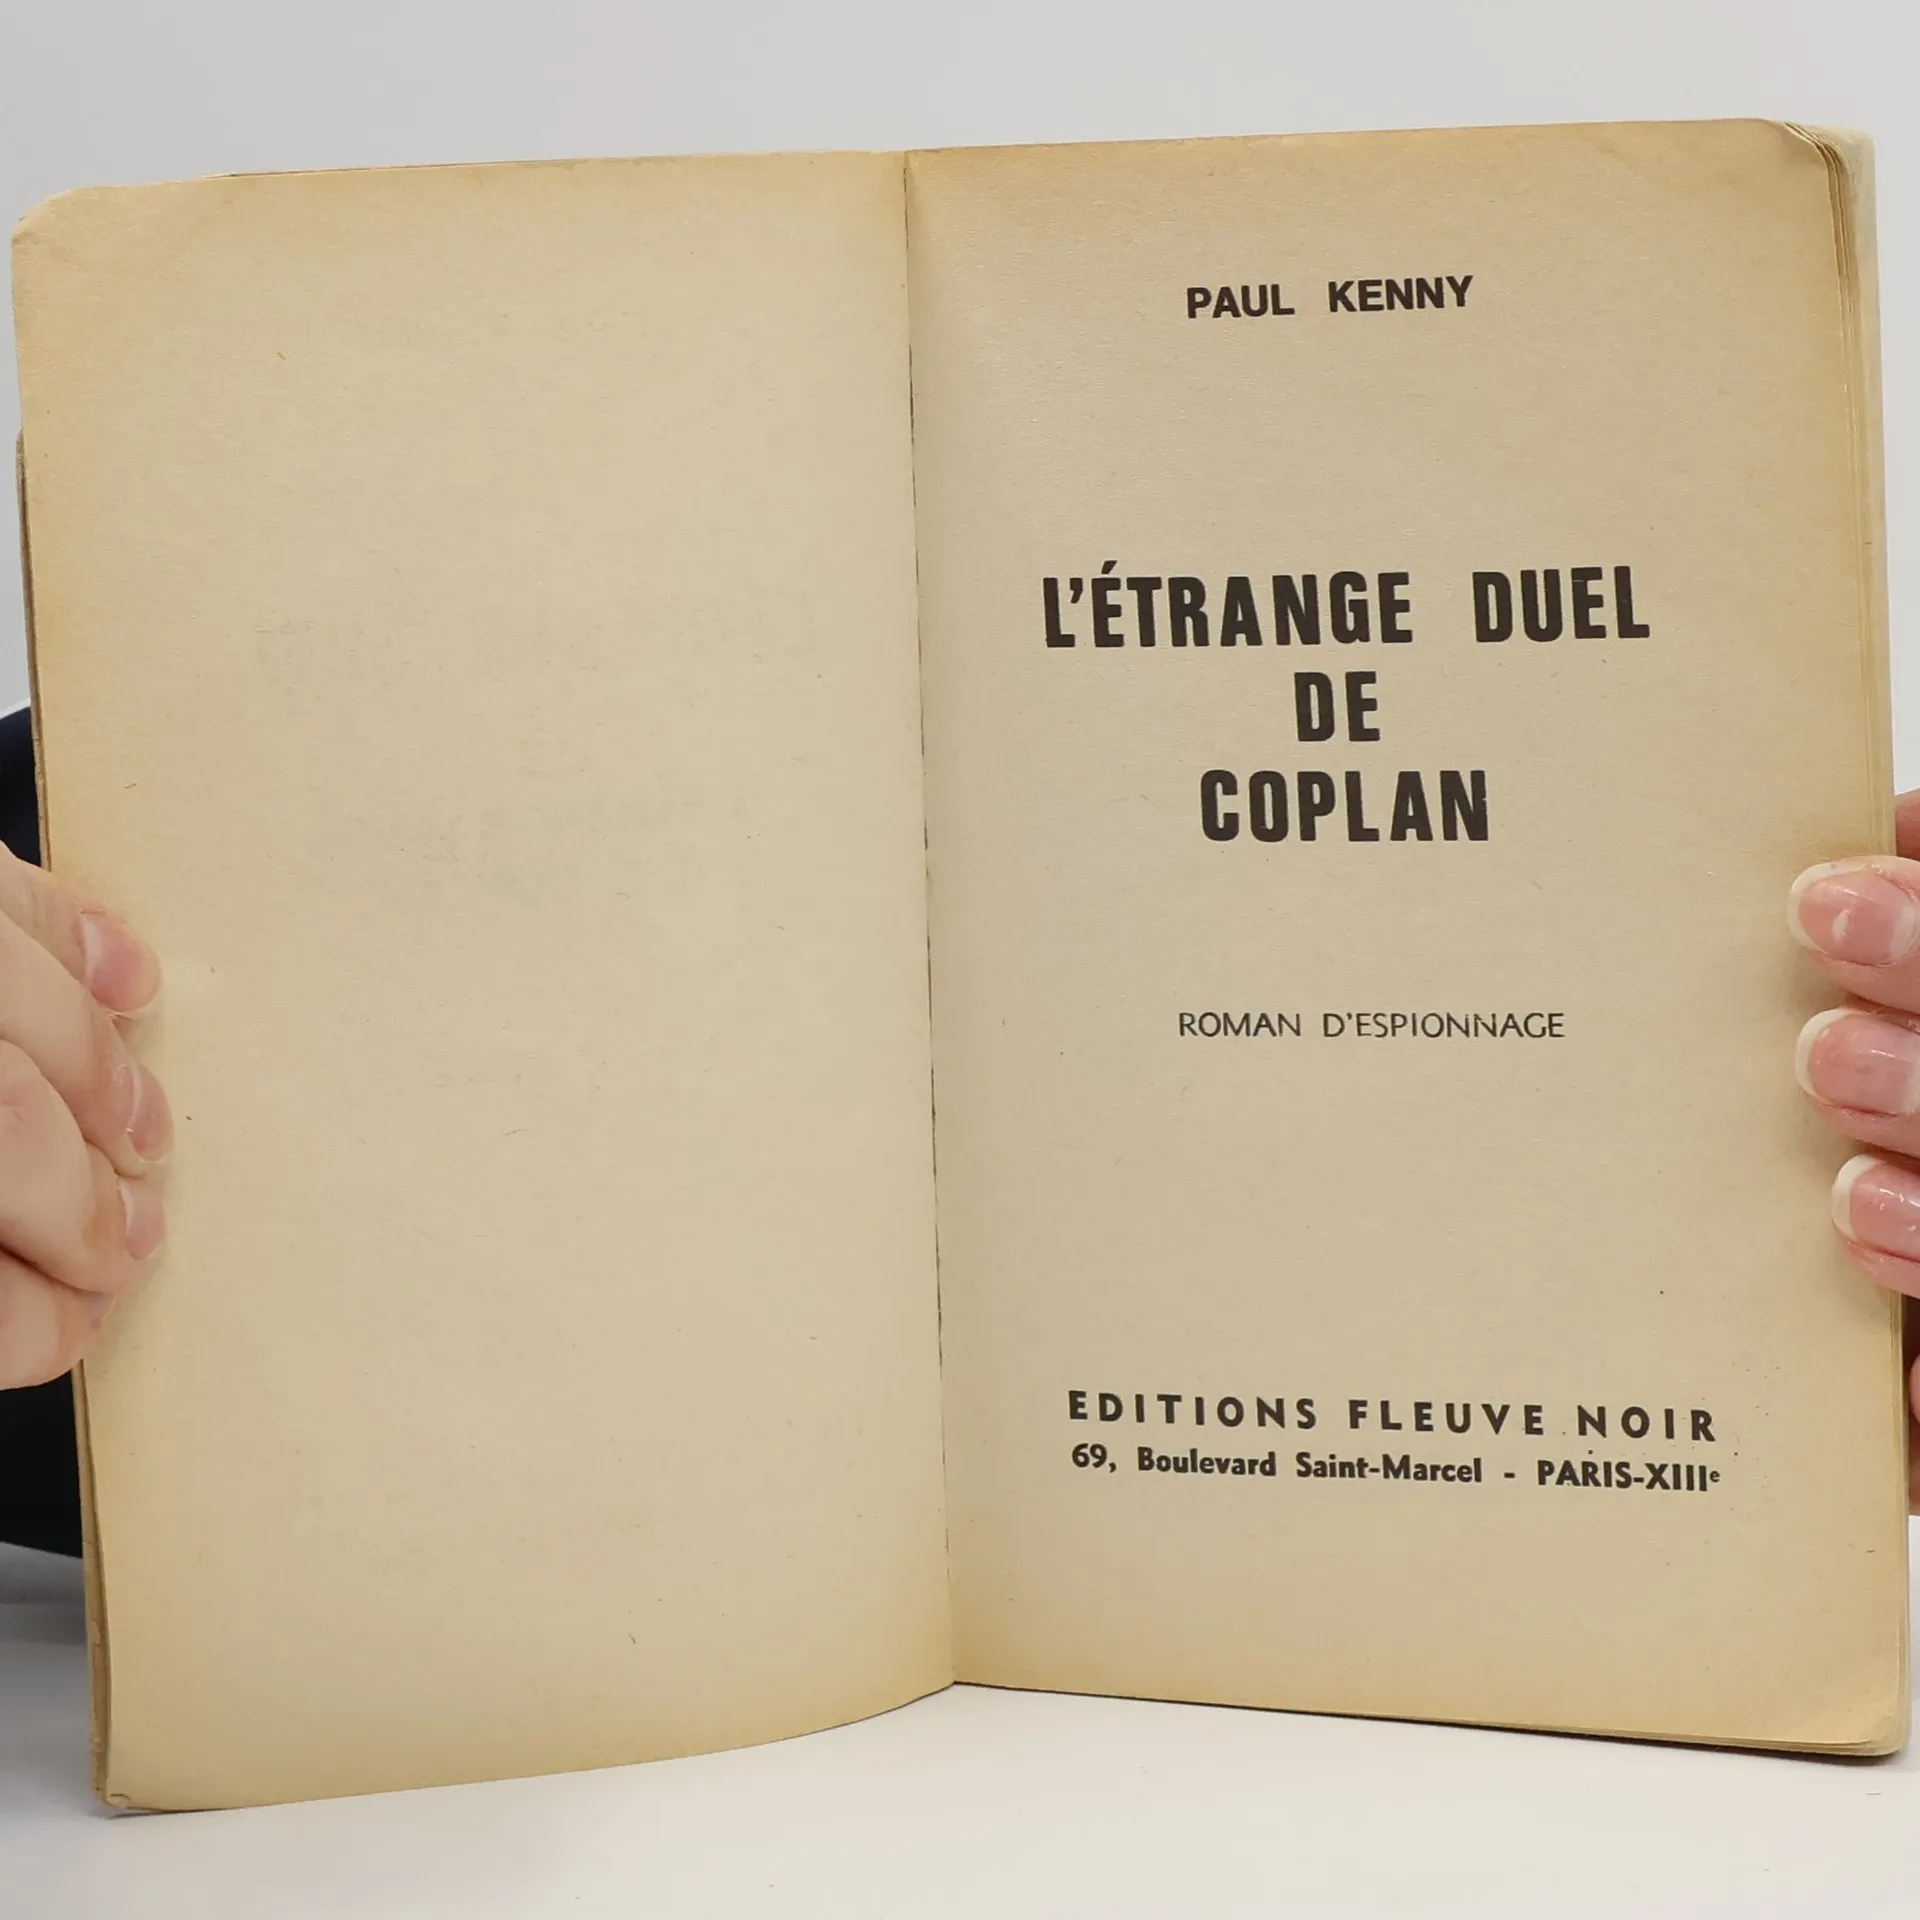 PAUL KENNY
L'ÉTRANGE DUEL
DE
COPLAN
ROMAN D'ESPIONNAGE
EDITIONS FLEUVE NOIR
69, Boulevard Saint-Marcel - PARIS-XIIIe